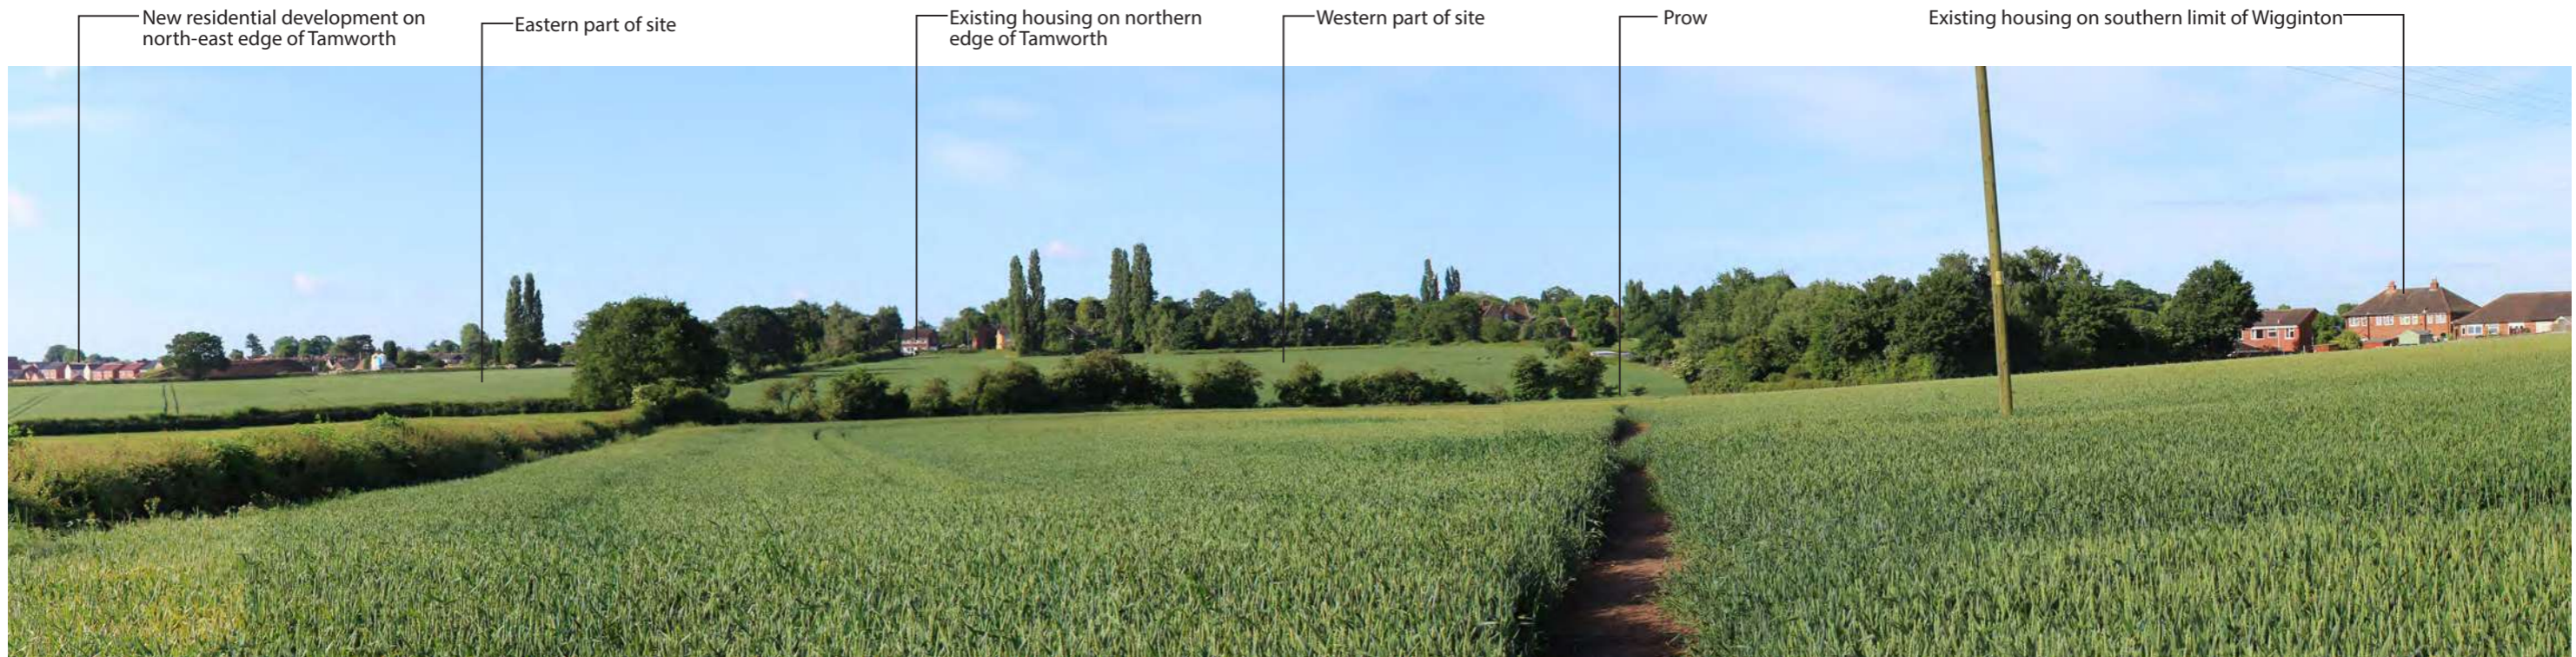 New residential development on
north-east edge of Tamworth
Eastern part of site
Existing housing on northern
edge of Tamworth
Western part of site
Prow
Existing housing on southern limit of Wigginton